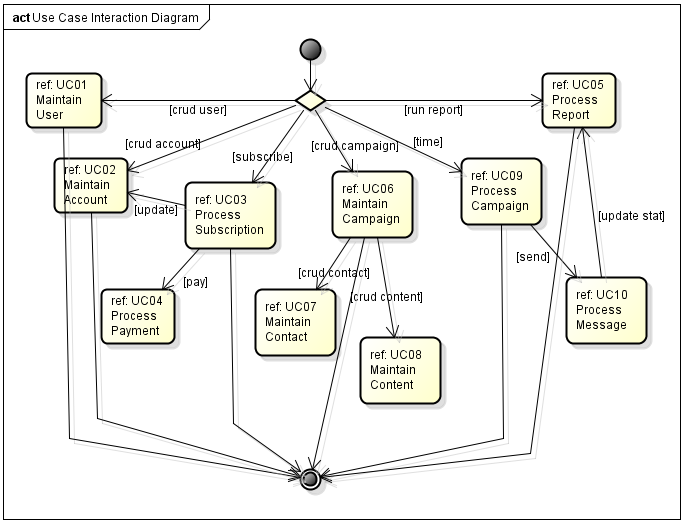 act Use Case Interaction Diagram
ref: UC01
Maintain
User
[crud user]
[run report]
ref: UC05
Process
Report
[crud account]
[subscribe]
[crud campaign]
[time]
ref: UC02
Maintain
Account
[update]
ref: UC03
Process
Subscription
ref: UC06
Maintain
Campaign
ref: UC09
Process
Campaign
[update stat]
[send]
[pay]
[crud contact]
[crud content]
ref: UC04
Process
Payment
ref: UC07
Maintain
Contact
ref: UC10
Process
Message
ref: UC08
Maintain
Content